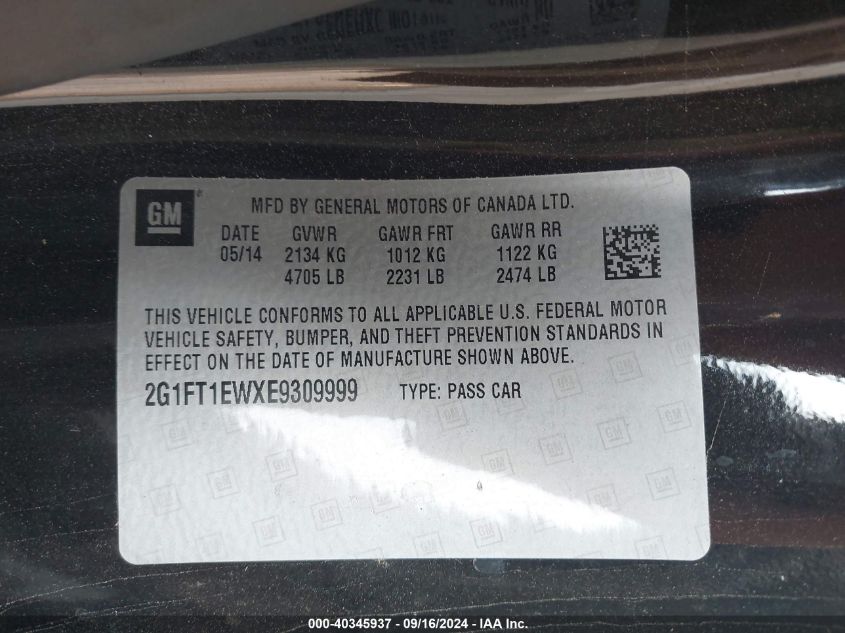 GM ®
MFD BY GENERAL MOTORS OF CANADA LTD.
DATE GVWR GAWR FRT GAWR RR
05/14 2134 KG 1012 KG 1122 KG
4705 LB 2231 LB 2474 LB
THIS VEHICLE CONFORMS TO ALL APPLICABLE U.S. FEDERAL MOTOR
VEHICLE SAFETY, BUMPER, AND THEFT PREVENTION STANDARDS IN
EFFECT ON THE DATE OF MANUFACTURE SHOWN ABOVE.
2G1FT1EWXE9309999 TYPE: PASS CAR
000-40345937 - 09/16/2024 - IAA Inc.